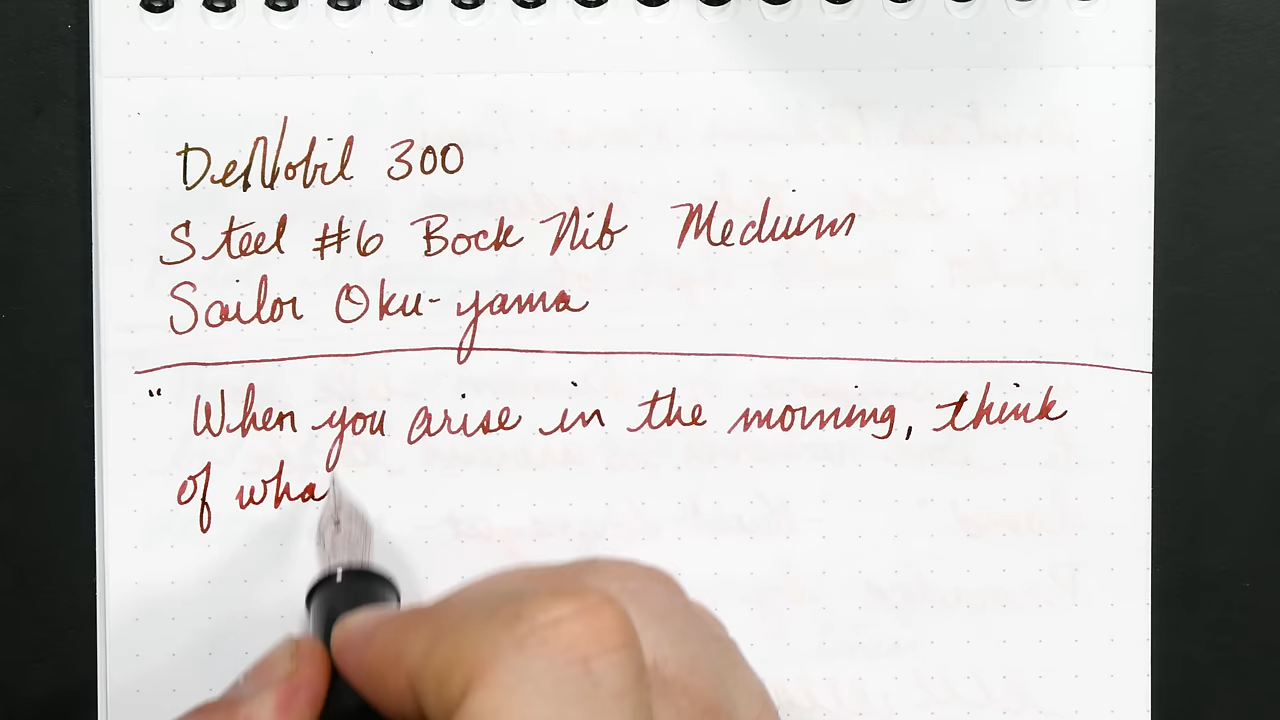 DeNobil 300
Steel #6 Bock Nib Medium
Sailor Oku-yama
"When you arise in the morning, think
of wha